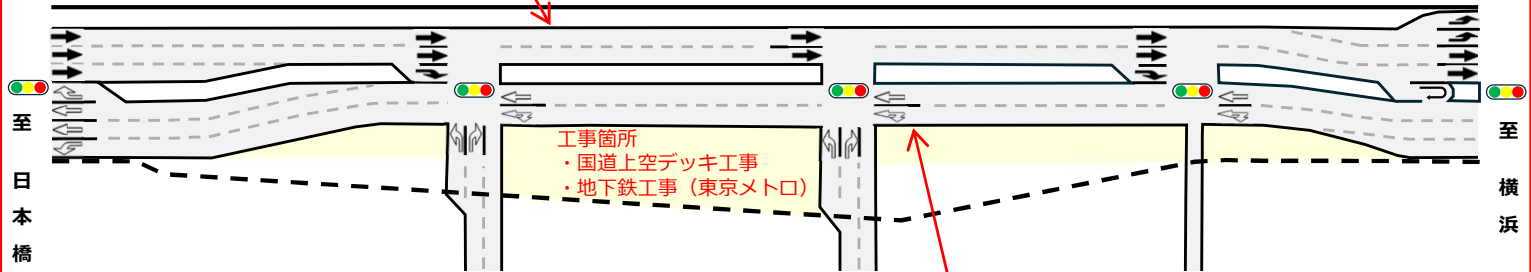 工事箇所
・国道上空デッキ工事
・地下鉄工事（東京メトロ）
至
日
本
橋
至
横
浜